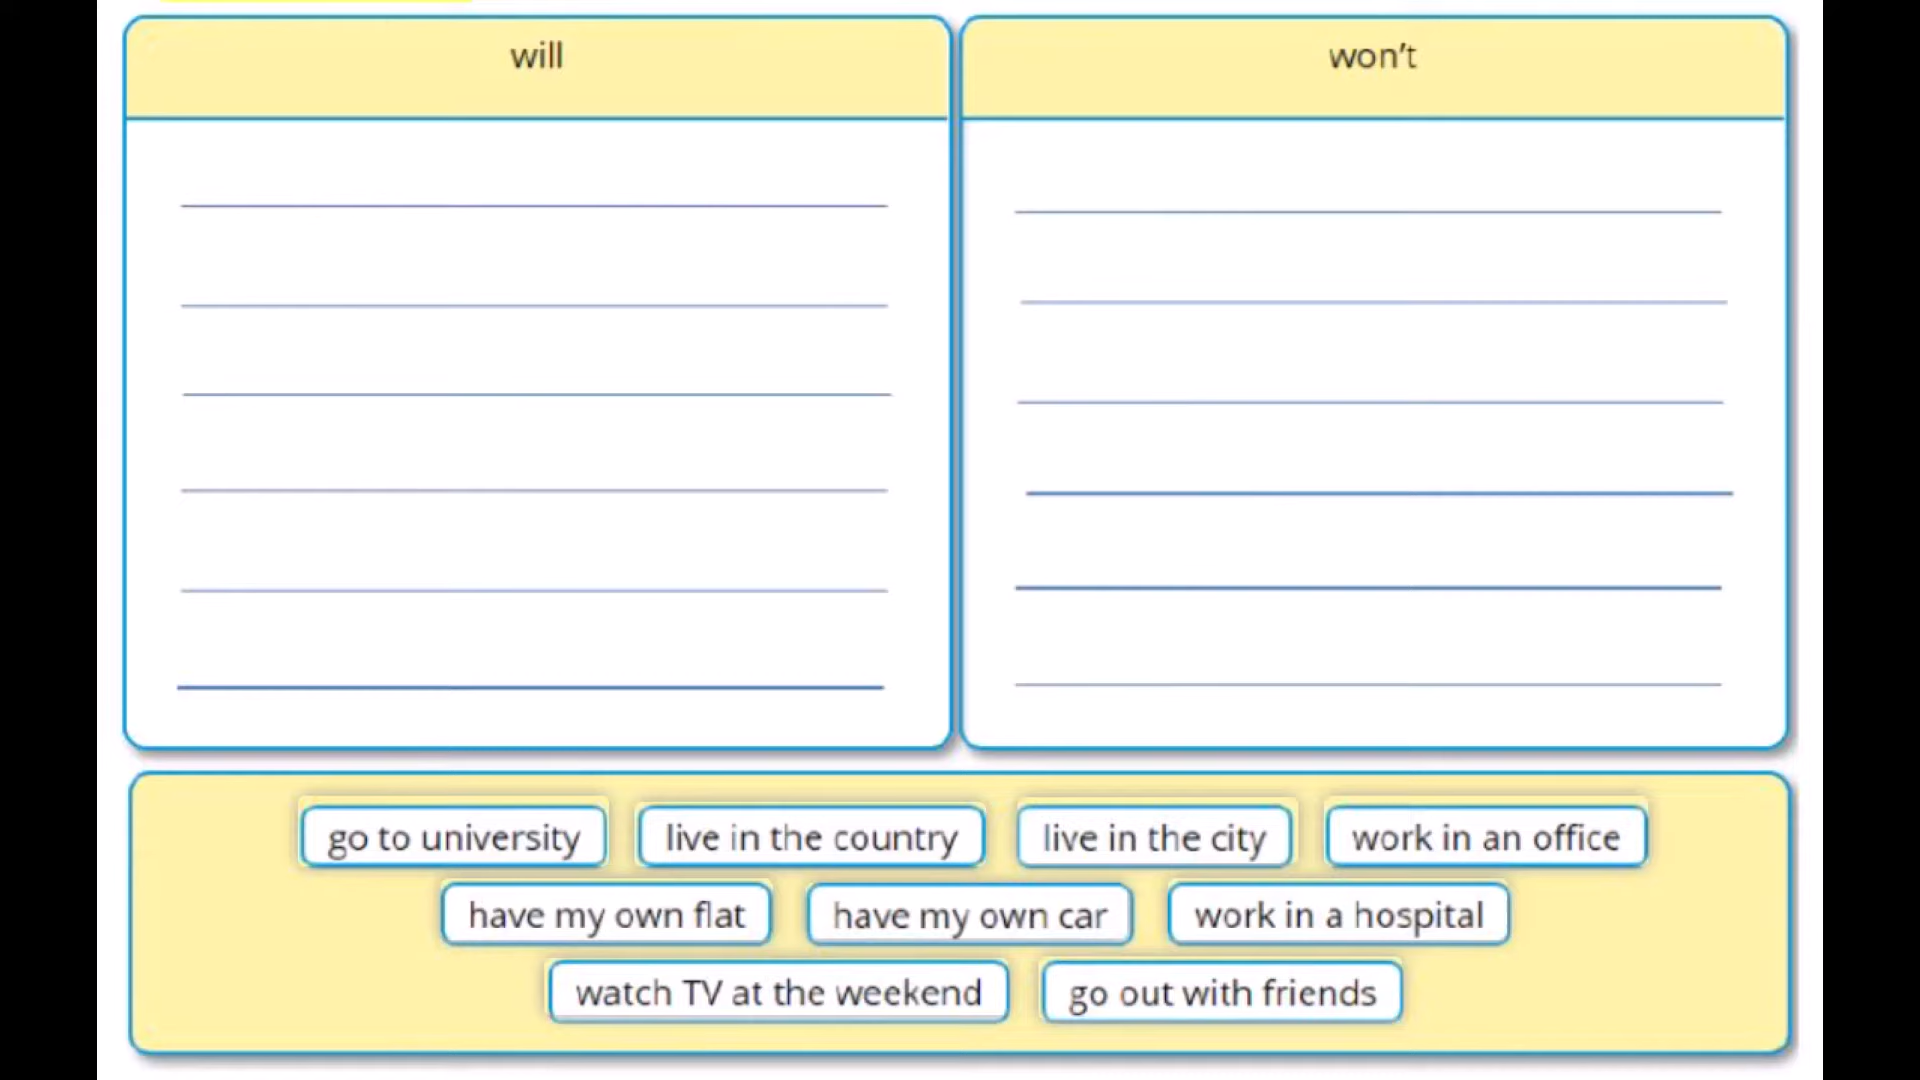 will
won't
go to university
live in the country
live in the city
work in an office
have my own flat
have my own car
work in a hospital
watch TV at the weekend
go out with friends